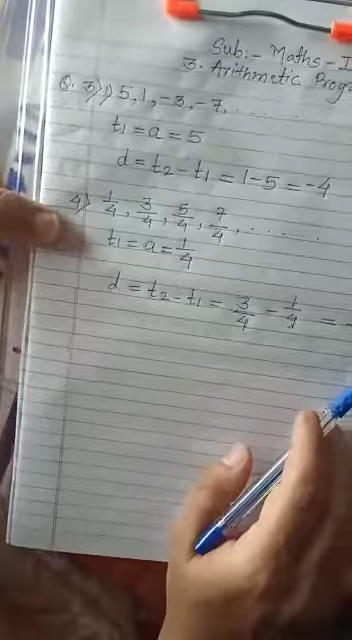 Sub:- Maths - I
3. Arithmetic Prog
Q. 3) 1) 5, 1, -3, -7, .......
t₁ = a = 5
d = t₂ - t₁ = 1 - 5 = -4
4) 1/4, 3/4, 5/4, 7/4, .......
t₁ = a = 1/4
d = t₂ - t₁ = 3/4 - 1/4 =